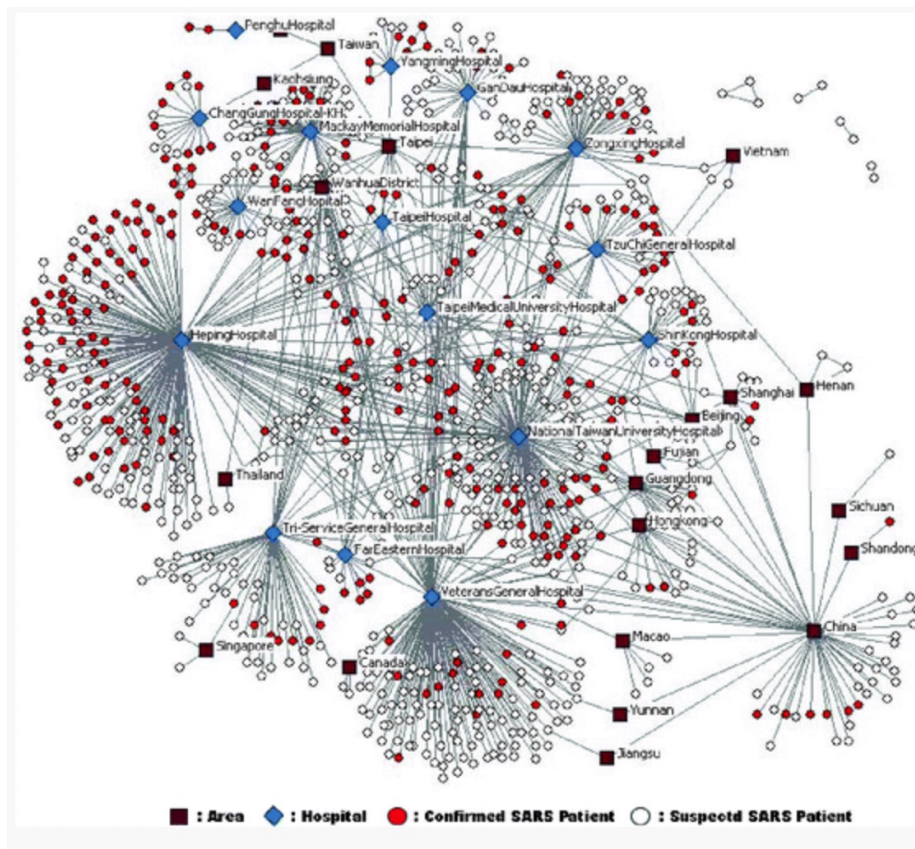 PenghuHospital
Taiwan
YangmingHospital
Kaohsiung
GanDauHospital
ChangGungHospital-KH
MackayMemorialHospital
Taipei
ZongxingHospital
Vietnam
WanhuaDistrict
WanFangHopital
TaipeiHospital
TzuChiGeneralHospital
TaipeiMedicalUniversityHospital
HepingHospital
ShinKongHospital
Shanghai
Henan
Beijing
NationalTaiwanUniversityHospital
Fujian
Thailand
Guangdong
Sichuan
Hongkong
Tri-ServiceGeneralHospital
FarEasternHospital
Shandong
VeteransGeneralHospital
China
Macao
Singapore
Canada
Yunnan
Jiangsu
: Area : Hospital : Confirmed SARS Patient : Suspectd SARS Patient